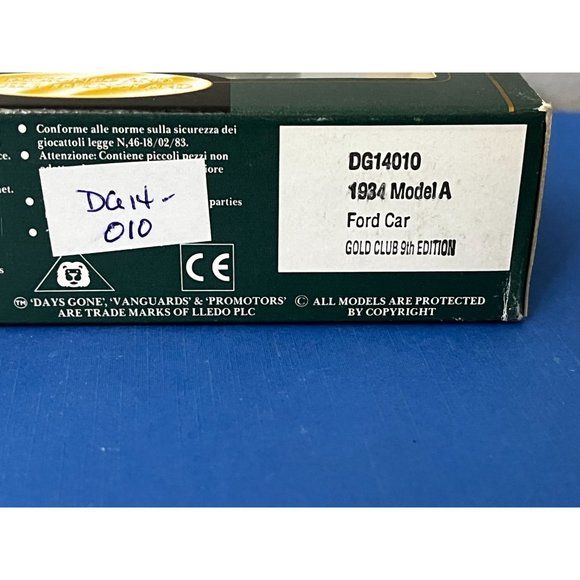 Conforme alle norme sulla sicurezza dei
giocattoli legge N,46-18/02/83.
ce. Attenzione: Contiene piccoli pezzi non
iore
net. parties
DG14-
010
CE
DG14010
1934 Model A
Ford Car
GOLD CLUB 9th EDITION
™ 'DAYS GONE', 'VANGUARDS' & 'PROMOTORS'
ARE TRADE MARKS OF LLEDO PLC
© ALL MODELS ARE PROTECTED
BY COPYRIGHT